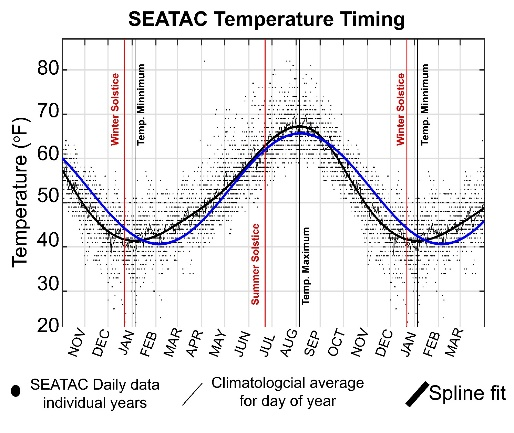 SEATAC Temperature Timing
Temperature (°F)
80
70
60
50
40
30
20
Winter Solstice
Temp. Minnimum
Summer Solstice
Temp. Maximum
Winter Solstice
Temp. Minnimum
NOV DEC JAN FEB MAR APR MAY JUN JUL AUG SEP OCT NOV DEC JAN FEB MAR
SEATAC Daily data
individual years
Climatologcial average
for day of year
Spline fit